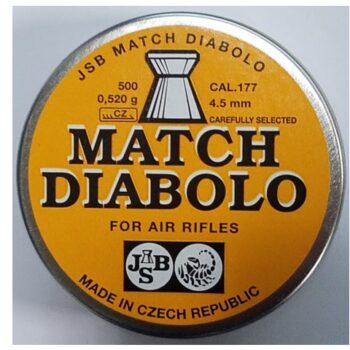 JSB MATCH DIABOLO
500 CAL.177
0,520 g 4.5 mm
CZ CAREFULLY SELECTED
MATCH
DIABOLO
FOR AIR RIFLES
JSB
MADE IN CZECH REPUBLIC